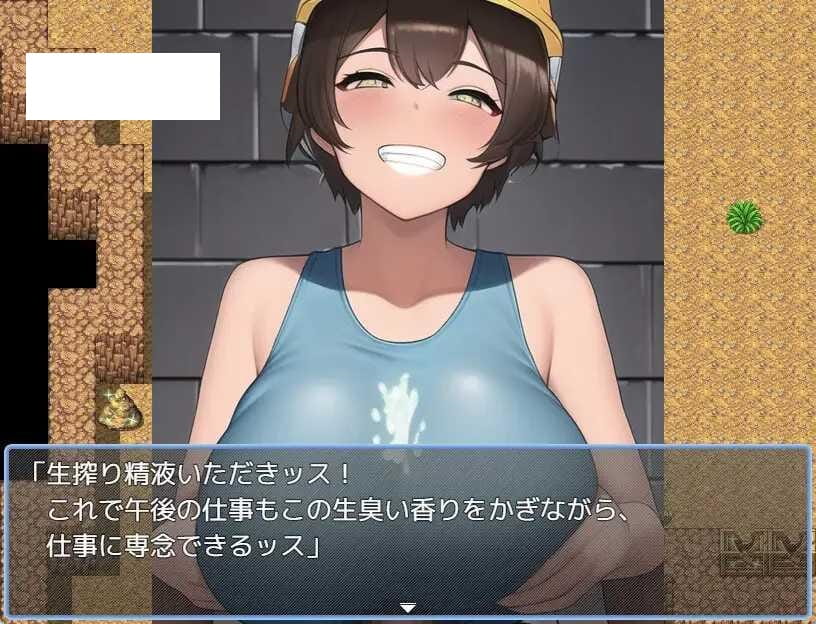 「生搾り精液いただきッス！
これで午後の仕事もこの生臭い香りをかぎながら、
仕事に専念できるッス」